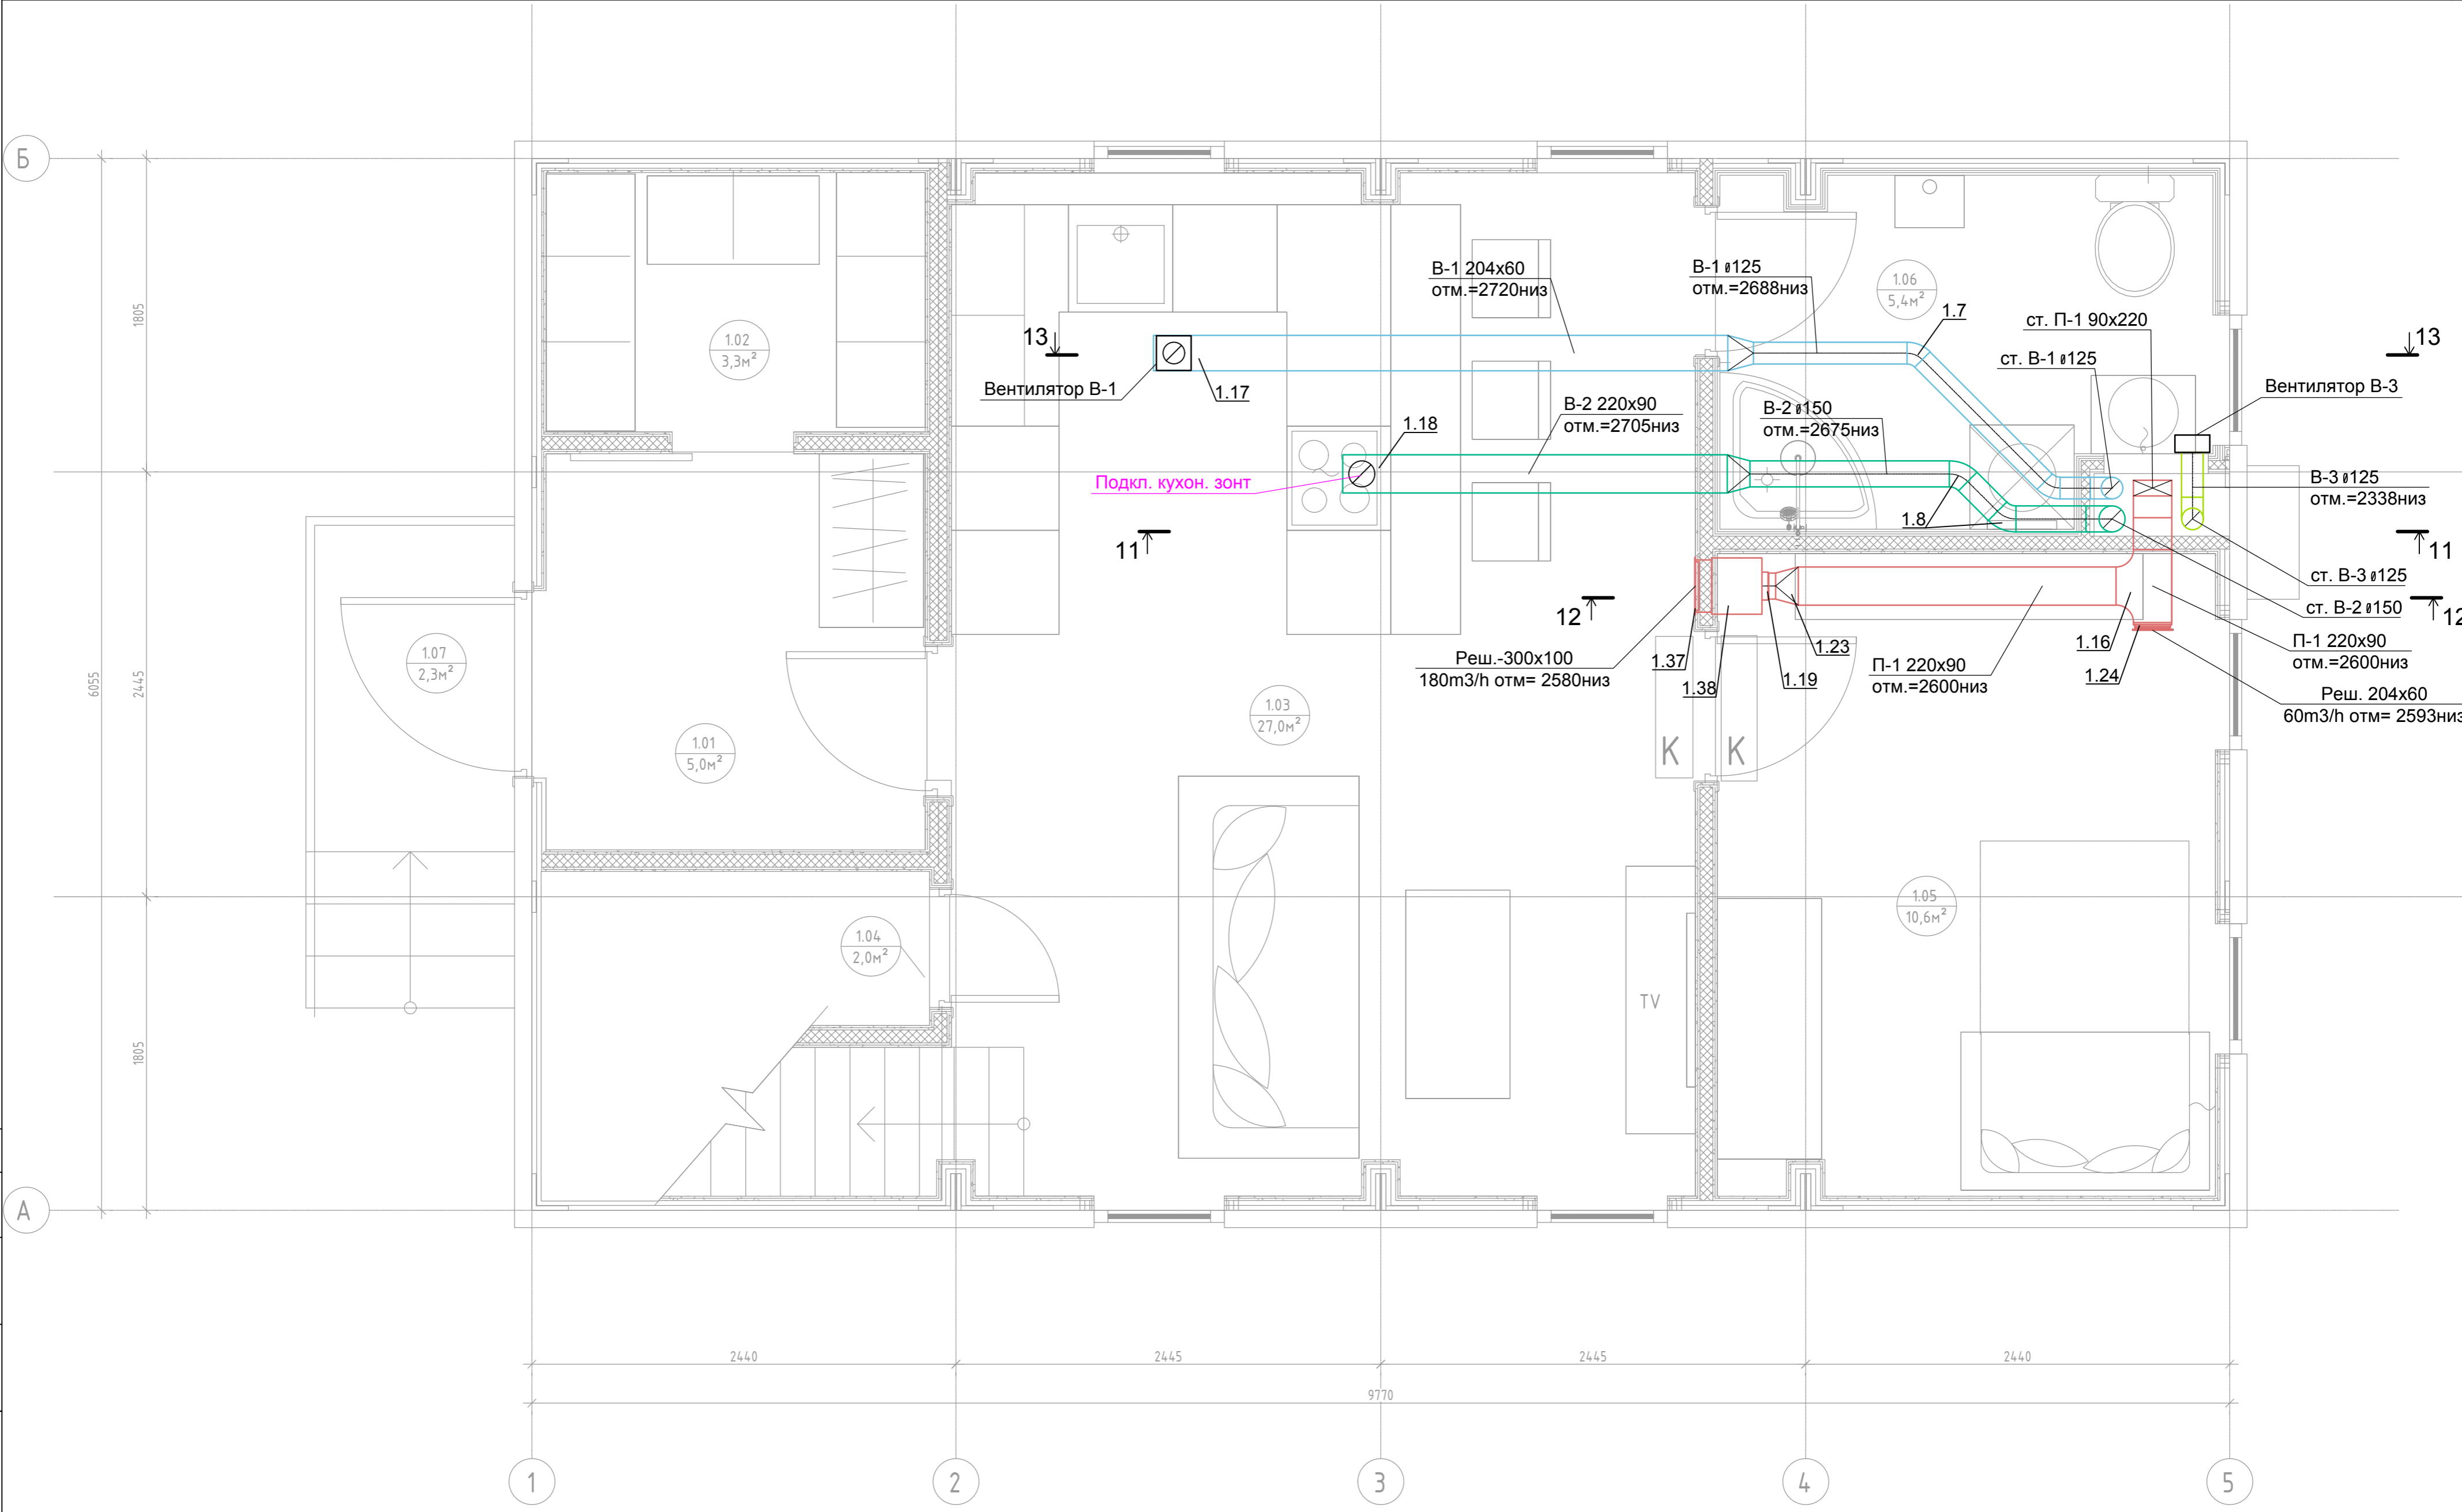 Б
1805
2445
6055
1805
А
1.02
3,3м²
1.07
2,3м²
1.01
5,0м²
1.04
2,0м²
1.03
27,0м²
1.06
5,4м²
1.05
10,6м²
В-1 204х60
отм.=2720низ
В-1 ø125
отм.=2688низ
1.7
ст. П-1 90х220
ст. В-1 ø125
13
13
Вентилятор В-1
1.17
Вентилятор В-3
В-2 220х90
отм.=2705низ
1.18
В-2 ø150
отм.=2675низ
Подкл. кухон. зонт
В-3 ø125
отм.=2338низ
1.8
11
11
ст. В-3 ø125
ст. В-2 ø150
12
12
П-1 220х90
отм.=2600низ
Реш.-300х100
180m3/h отм= 2580низ
1.37
1.38
1.19
1.23
П-1 220х90
отм.=2600низ
1.16
1.24
Реш. 204х60
60m3/h отм= 2593низ
К
К
TV
2440
2445
2445
2440
9770
1
2
3
4
5